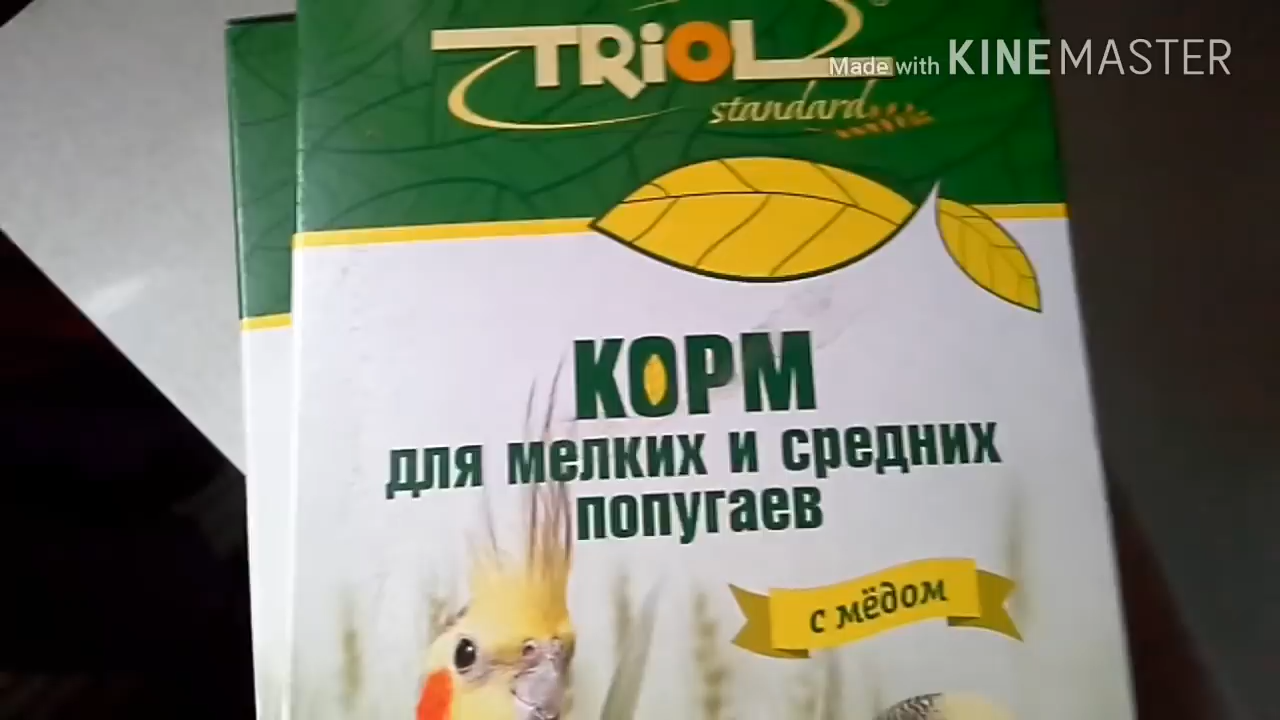 TRiOL®
Made with KINEMASTER
standard
КОРМ
для мелких и средних
попугаев
с мёдом